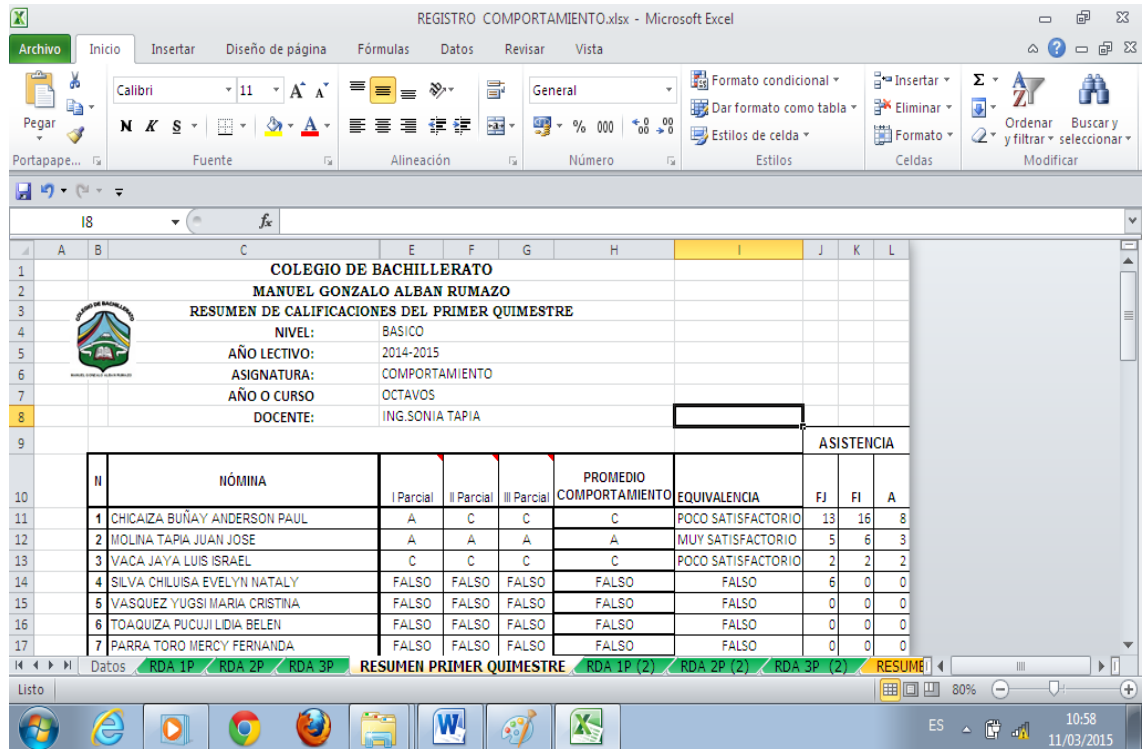 REGISTRO COMPORTAMIENTO.xlsx - Microsoft Excel
Archivo Inicio Insertar Diseño de página Fórmulas Datos Revisar Vista
Pegar
Calibri 11 A A
N K S A
General
% 000
Formato condicional
Dar formato como tabla
Estilos de celda
Insertar
Eliminar
Formato
Σ
Ordenar y filtrar
Buscar y seleccionar
Portapape... Fuente Alineación Número Estilos Celdas Modificar
I8 fx
A B C E F G H I J K L
1 COLEGIO DE BACHILLERATO
2 MANUEL GONZALO ALBAN RUMAZO
3 RESUMEN DE CALIFICACIONES DEL PRIMER QUIMESTRE
4 NIVEL: BASICO
5 AÑO LECTIVO: 2014-2015
6 ASIGNATURA: COMPORTAMIENTO
7 AÑO O CURSO OCTAVOS
8 DOCENTE: ING.SONIA TAPIA
9 ASISTENCIA
10 N NÓMINA I Parcial II Parcial III Parcial PROMEDIO COMPORTAMIENTO EQUIVALENCIA FJ FI A
11 1 CHICAIZA BUÑAY ANDERSON PAUL A C C C POCO SATISFACTORIO 13 16 8
12 2 MOLINA TAPIA JUAN JOSE A A A A MUY SATISFACTORIO 5 6 3
13 3 VACA JAYA LUIS ISRAEL C C C C POCO SATISFACTORIO 2 2 2
14 4 SILVA CHILUISA EVELYN NATALY FALSO FALSO FALSO FALSO FALSO 6 0 0
15 5 VASQUEZ YUGSI MARIA CRISTINA FALSO FALSO FALSO FALSO FALSO 0 0 0
16 6 TOAQUIZA PUCUJI LIDIA BELEN FALSO FALSO FALSO FALSO FALSO 0 0 0
17 7 PARRA TORO MERCY FERNANDA FALSO FALSO FALSO FALSO FALSO 0 0 0
Datos RDA 1P RDA 2P RDA 3P RESUMEN PRIMER QUIMESTRE RDA 1P (2) RDA 2P (2) RDA 3P (2) RESUME
Listo 80%
ES 10:58
11/03/2015